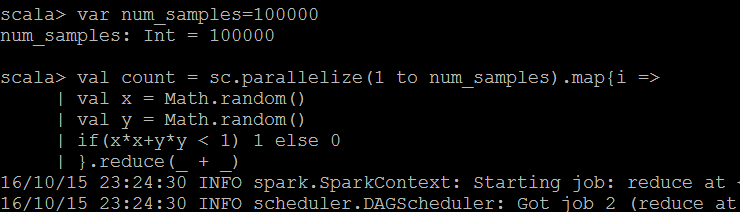 scala> var num_samples=100000
num_samples: Int = 100000
scala> val count = sc.parallelize(1 to num_samples).map{i =>
| val x = Math.random()
| val y = Math.random()
| if(x*x+y*y < 1) 1 else 0
| }.reduce(_ + _)
16/10/15 23:24:30 INFO spark.SparkContext: Starting job: reduce at <
16/10/15 23:24:30 INFO scheduler.DAGScheduler: Got job 2 (reduce at